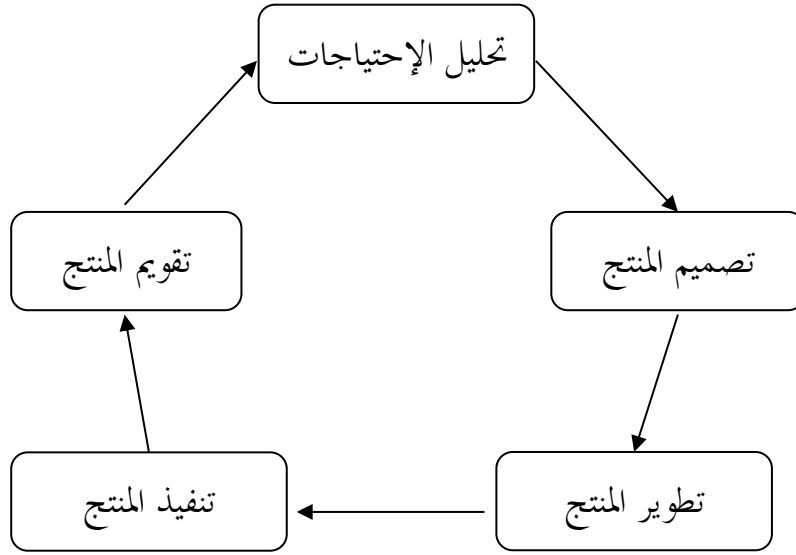 تحليل الإحتياجات
تصميم المنتج
تطوير المنتج
تنفيذ المنتج
تقويم المنتج